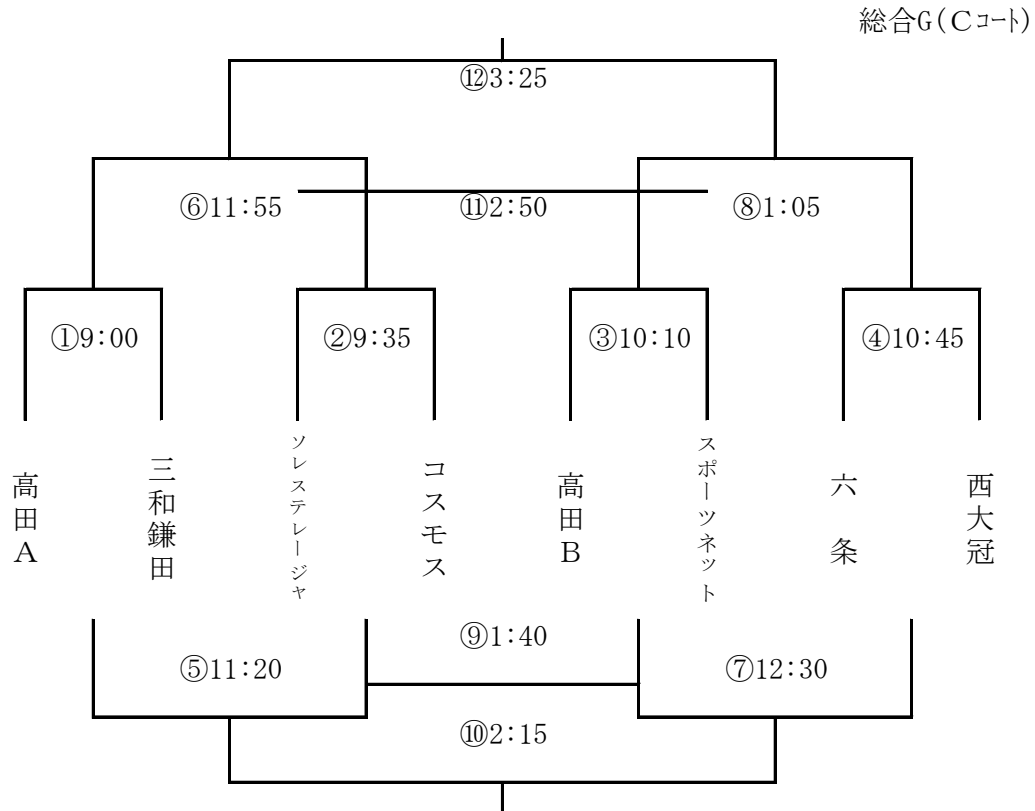 総合G(Cコート)
⑫3:25
⑥11:55
⑪2:50
⑧1:05
①9:00
②9:35
③10:10
④10:45
高田A
三和鎌田
ソレステレージャ
コスモス
高田B
スポーツネット
六条
西大冠
⑨1:40
⑤11:20
⑦12:30
⑩2:15